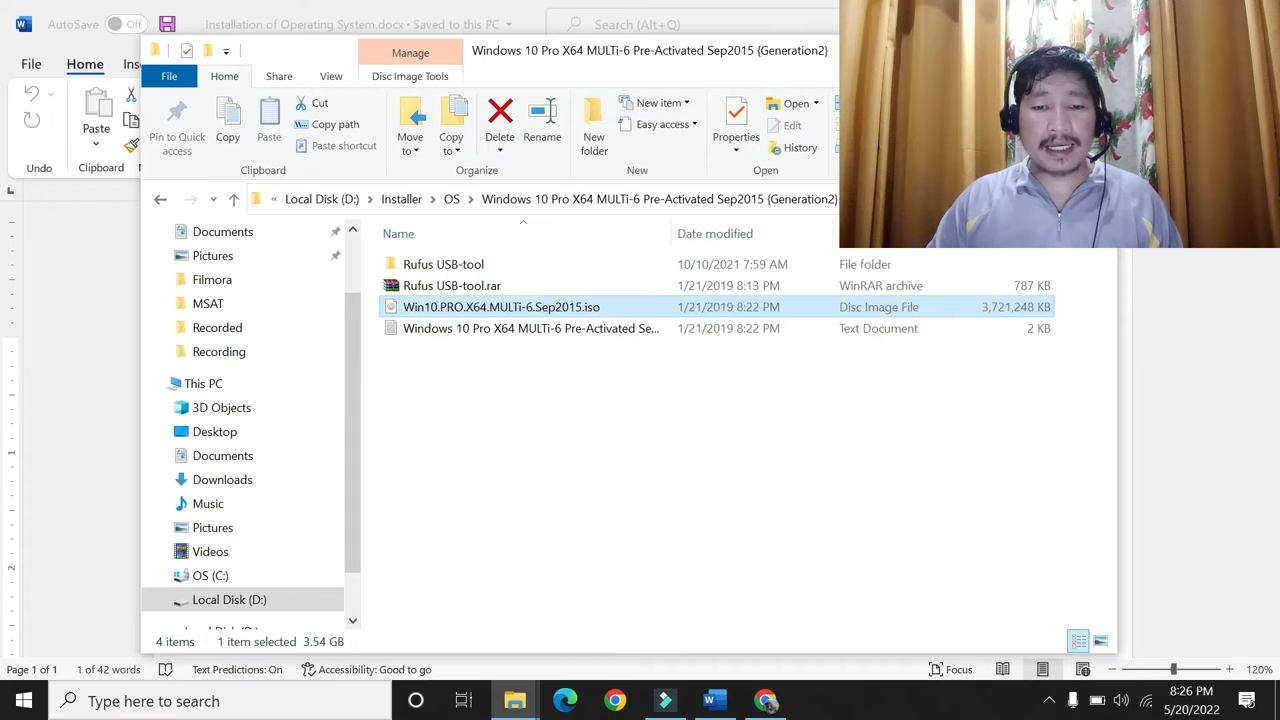 AutoSave
Off
Installation of Operating System.docx • Saved to this PC
Search (Alt+Q)
File
Home
Ins
Paste
Undo
Clipboard
Manage
Windows 10 Pro X64 MULTi-6 Pre-Activated Sep2015 {Generation2}
File
Home
Share
View
Disc Image Tools
Pin to Quick access
Copy
Paste
Cut
Copy path
Paste shortcut
Move to
Copy to
Delete
Rename
New folder
New item
Easy access
Properties
Open
Edit
History
Clipboard
Organize
New
Open
« Local Disk (D:) > Installer > OS > Windows 10 Pro X64 MULTi-6 Pre-Activated Sep2015 {Generation2}
Documents
Pictures
Filmora
MSAT
Recorded
Recording
This PC
3D Objects
Desktop
Documents
Downloads
Music
Pictures
Videos
OS (C:)
Local Disk (D:)
Name
Date modified
Rufus USB-tool 10/10/2021 7:59 AM File folder
Rufus USB-tool.rar 1/21/2019 8:13 PM WinRAR archive 787 KB
Win10.PRO.X64.MULTi-6.Sep2015.iso 1/21/2019 8:22 PM Disc Image File 3,721,248 KB
Windows 10 Pro X64 MULTi-6 Pre-Activated Se... 1/21/2019 8:22 PM Text Document 2 KB
4 items 1 item selected 3.54 GB
1
2
Page 1 of 1
1 of 42 words
Text Predictions: On
Accessibility: Good to go
Focus
120%
Type here to search
8:26 PM
5/20/2022